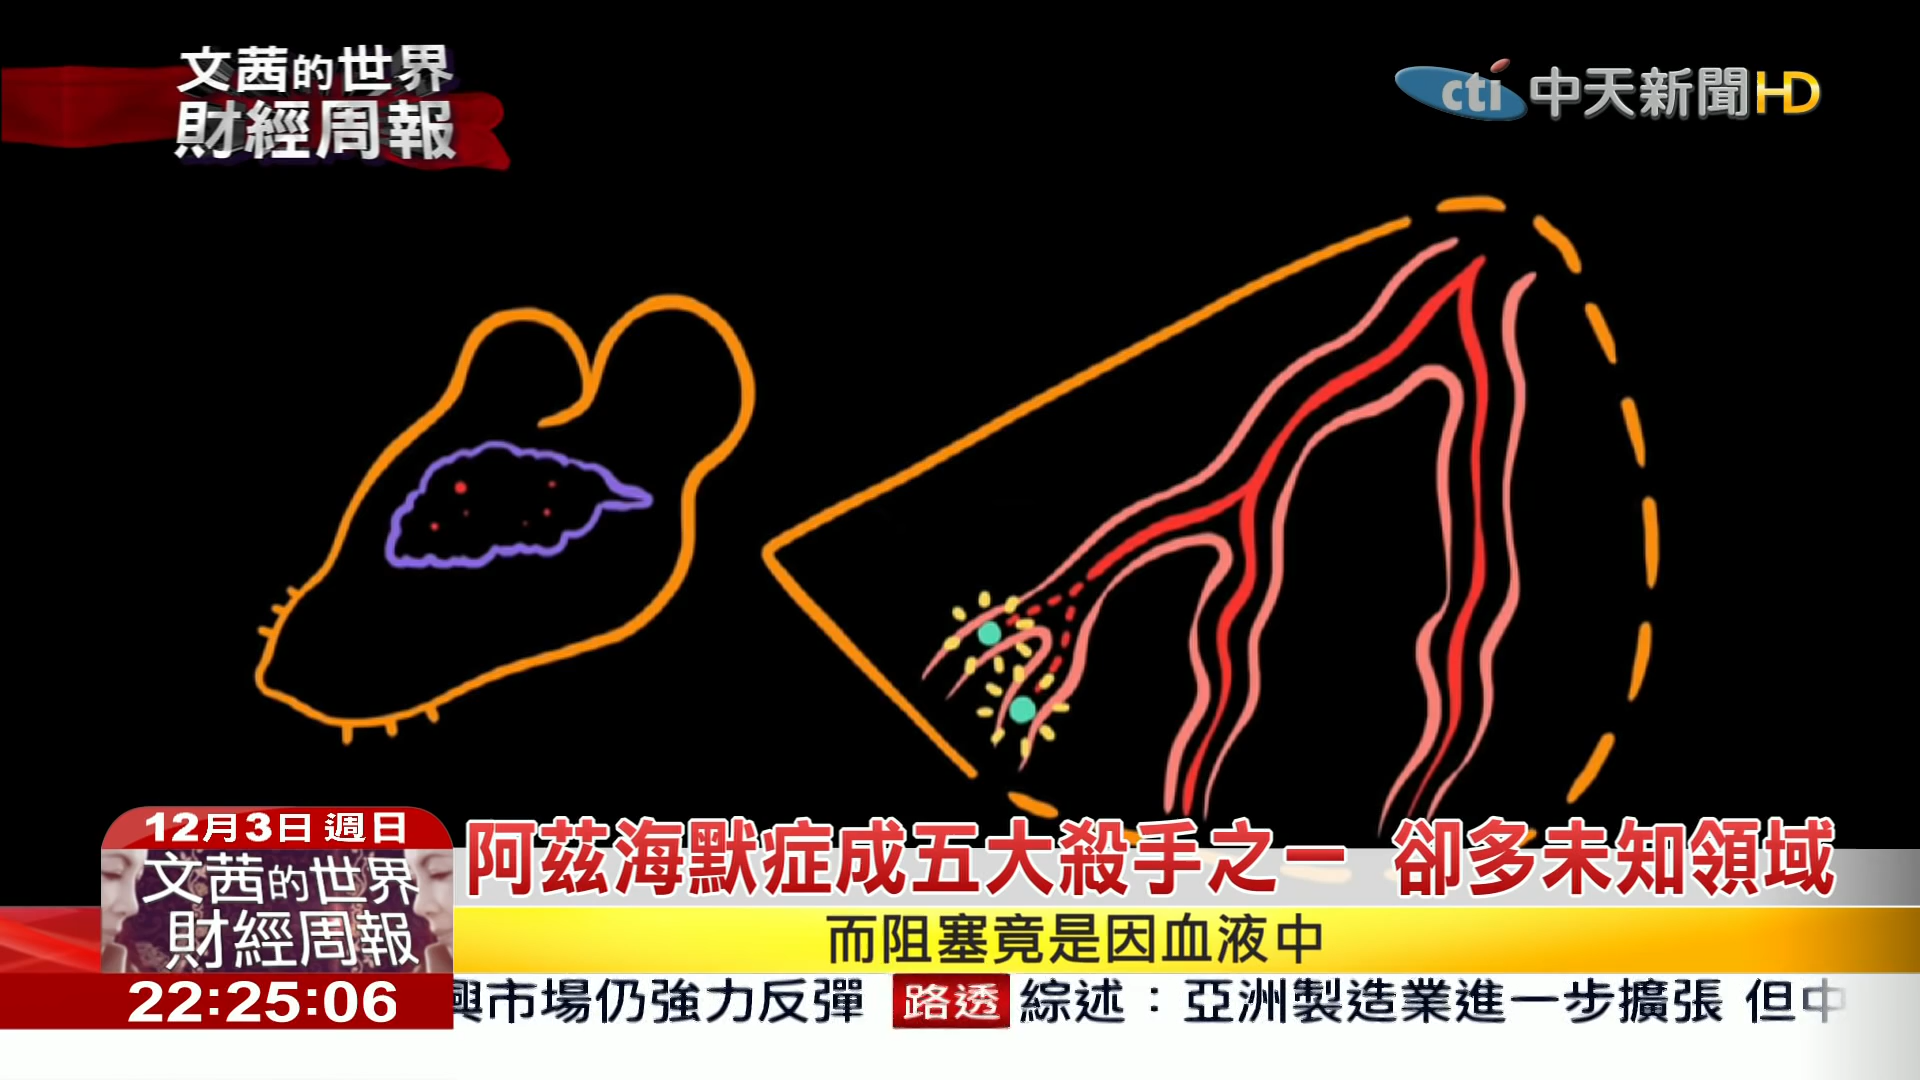 文茜的世界
財經周報
cti 中天新聞HD
12月3日 週日
文茜的世界
財經周報
22:25:06
阿茲海默症成五大殺手之一 卻多未知領域
而阻塞竟是因血液中
興市場仍強力反彈 路透 綜述：亞洲製造業進一步擴張 但中